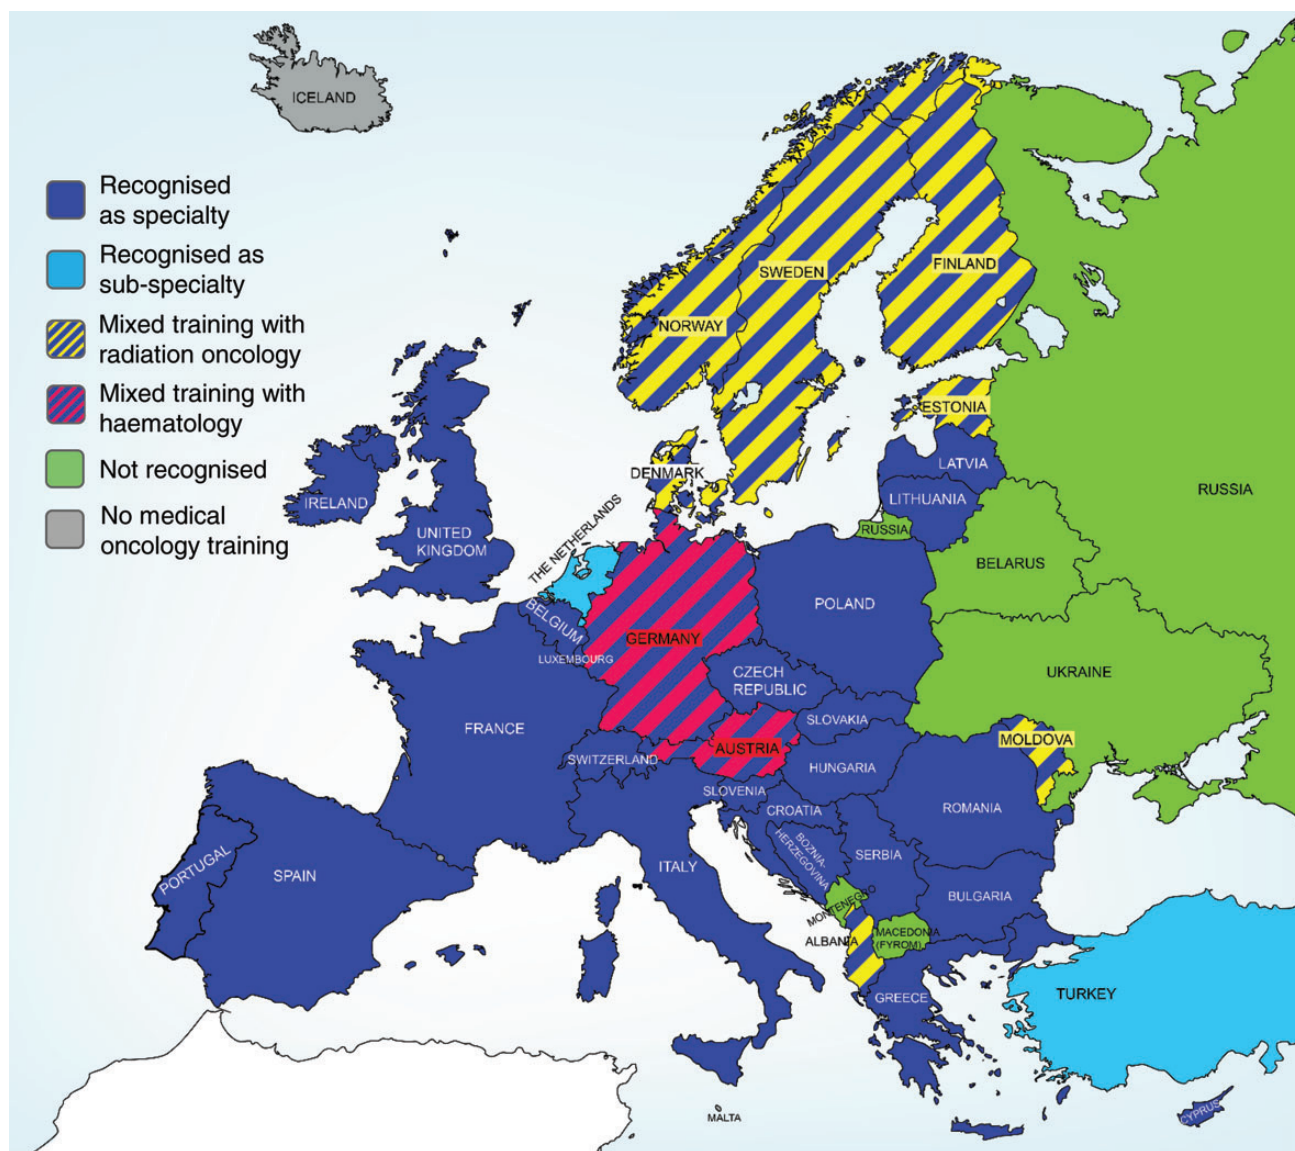 ICELAND
Recognised
as specialty
Recognised as
sub-specialty
Mixed training with
radiation oncology
Mixed training with
haematology
Not recognised
No medical
oncology training
SWEDEN
FINLAND
NORWAY
ESTONIA
DENMARK
LATVIA
LITHUANIA
RUSSIA
RUSSIA
IRELAND
UNITED
KINGDOM
THE NETHERLANDS
BELARUS
BELGIUM
POLAND
GERMANY
LUXEMBOURG
CZECH
REPUBLIC
UKRAINE
FRANCE
SLOVAKIA
MOLDOVA
AUSTRIA
SWITZERLAND
HUNGARIA
SLOVENIA
CROATIA
ROMANIA
BOZNIA-
HERZEGOVINA
SERBIA
PORTUGAL
SPAIN
ITALY
BULGARIA
MONTENEGRO
ALBANIA
MACEDONIA
(FYROM)
GREECE
TURKEY
MALTA
CYPRUS